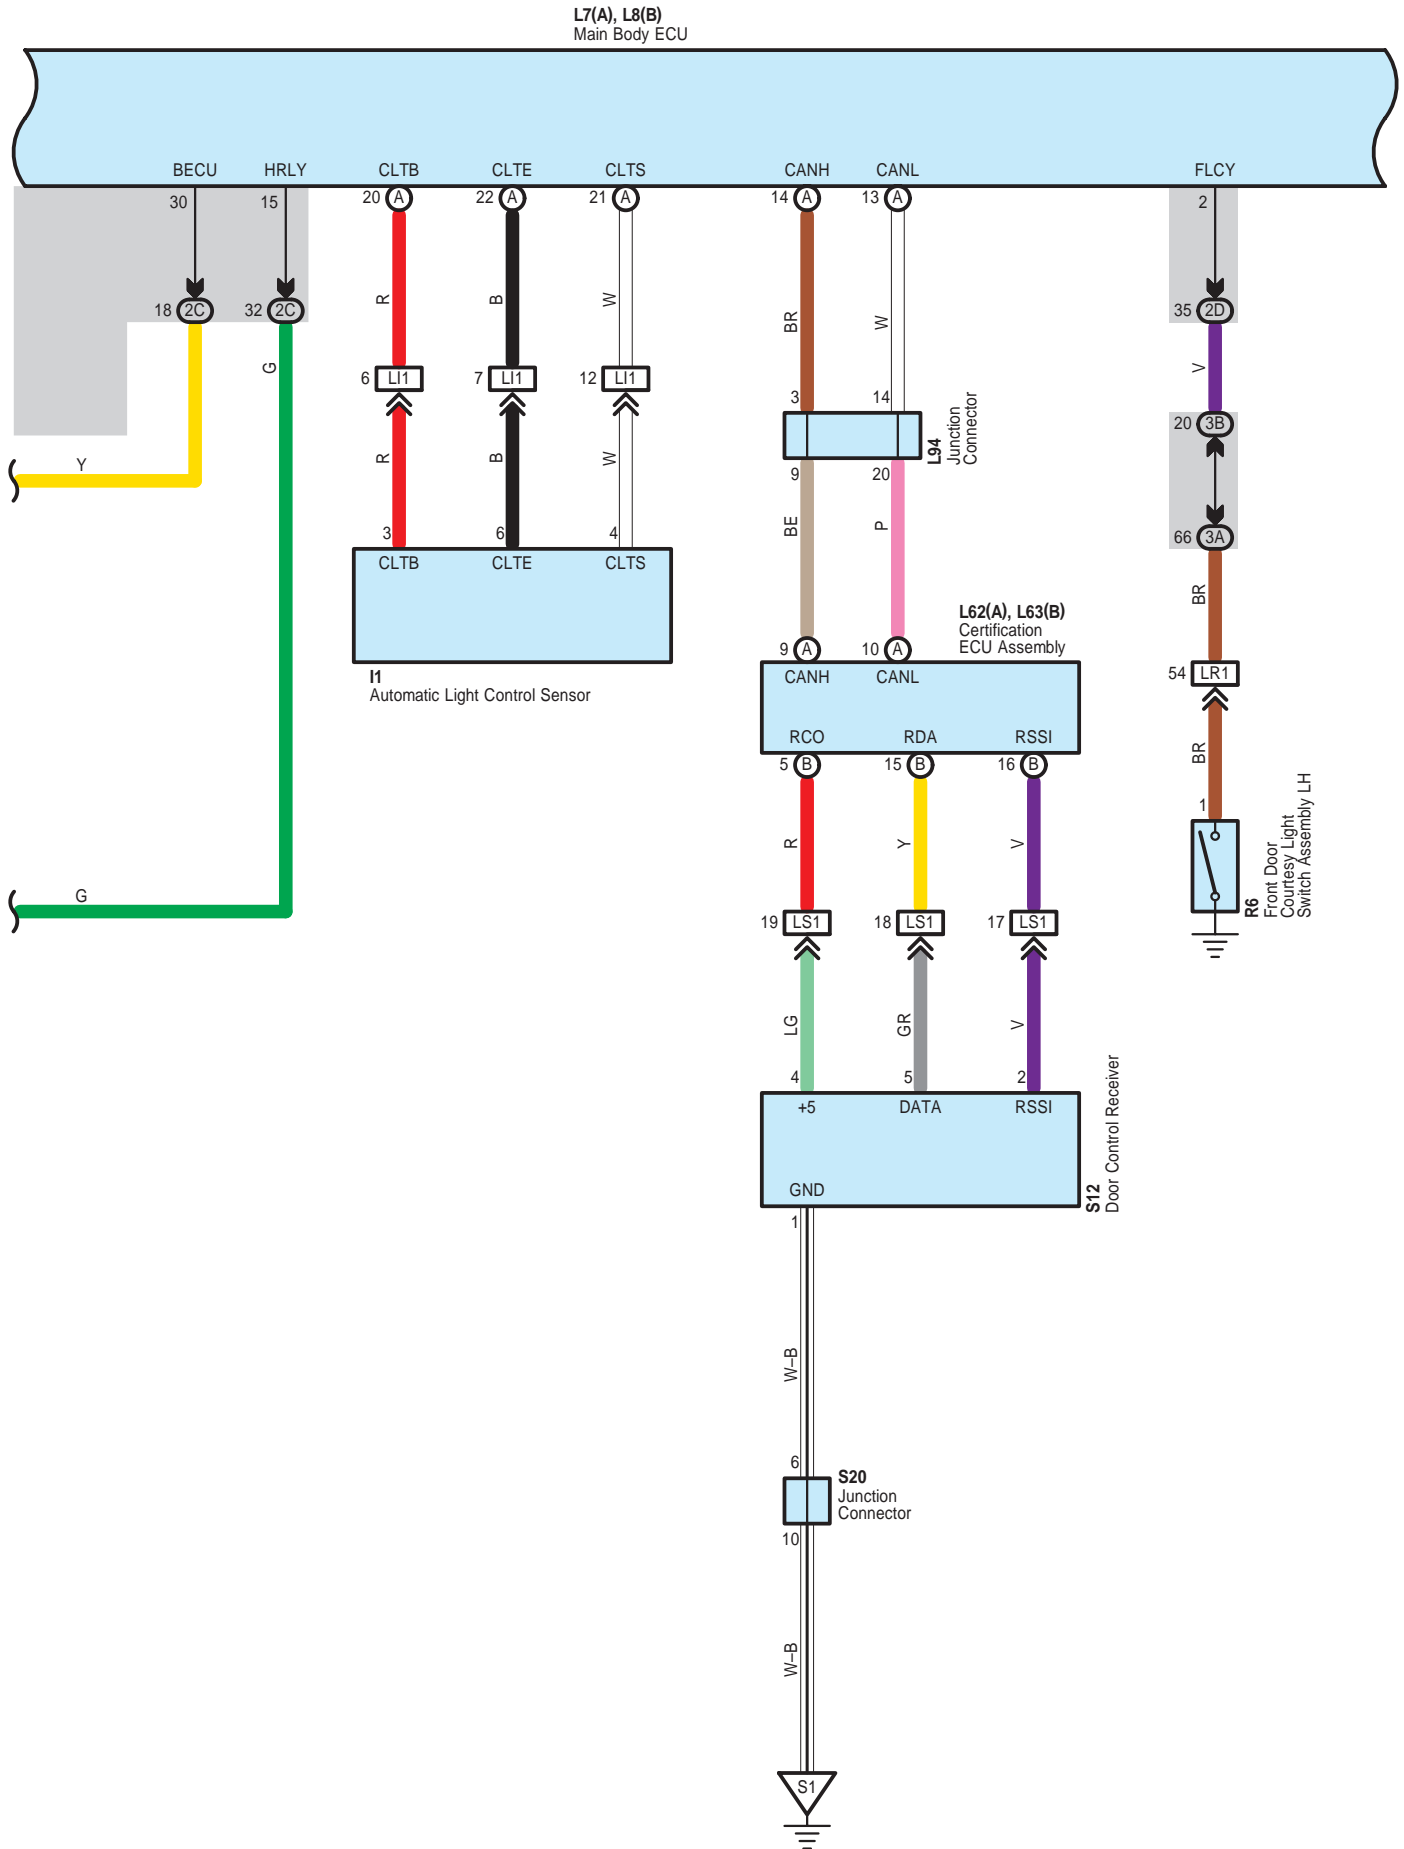 L7(A), L8(B)
Main Body ECU
BECU HRLY CLTB CLTE CLTS CANH CANL FLCY
30 15 20 A 22 A 21 A 14 A 13 A 2
18 2C 32 2C R B W BR W 35 2D
G V
6 LI1 7 LI1 12 LI1
3 14
20 3B
L94
Junction
Connector
Y R B W 9 20
BE P
3 6 4 66 3A
CLTB CLTE CLTS
BR
L62(A), L63(B)
Certification
ECU Assembly
9 A 10 A
I1
Automatic Light Control Sensor
CANH CANL
54 LR1
RCO RDA RSSI
5 B 15 B 16 B
BR
1
R6
Front Door
Courtesy Light
Switch Assembly LH
R Y V
G
19 LS1 18 LS1 17 LS1
LG GR V
4 5 2
+5 DATA RSSI
S12
Door Control Receiver
GND
1
W–B
6
S20
Junction
Connector
10
W–B
S1